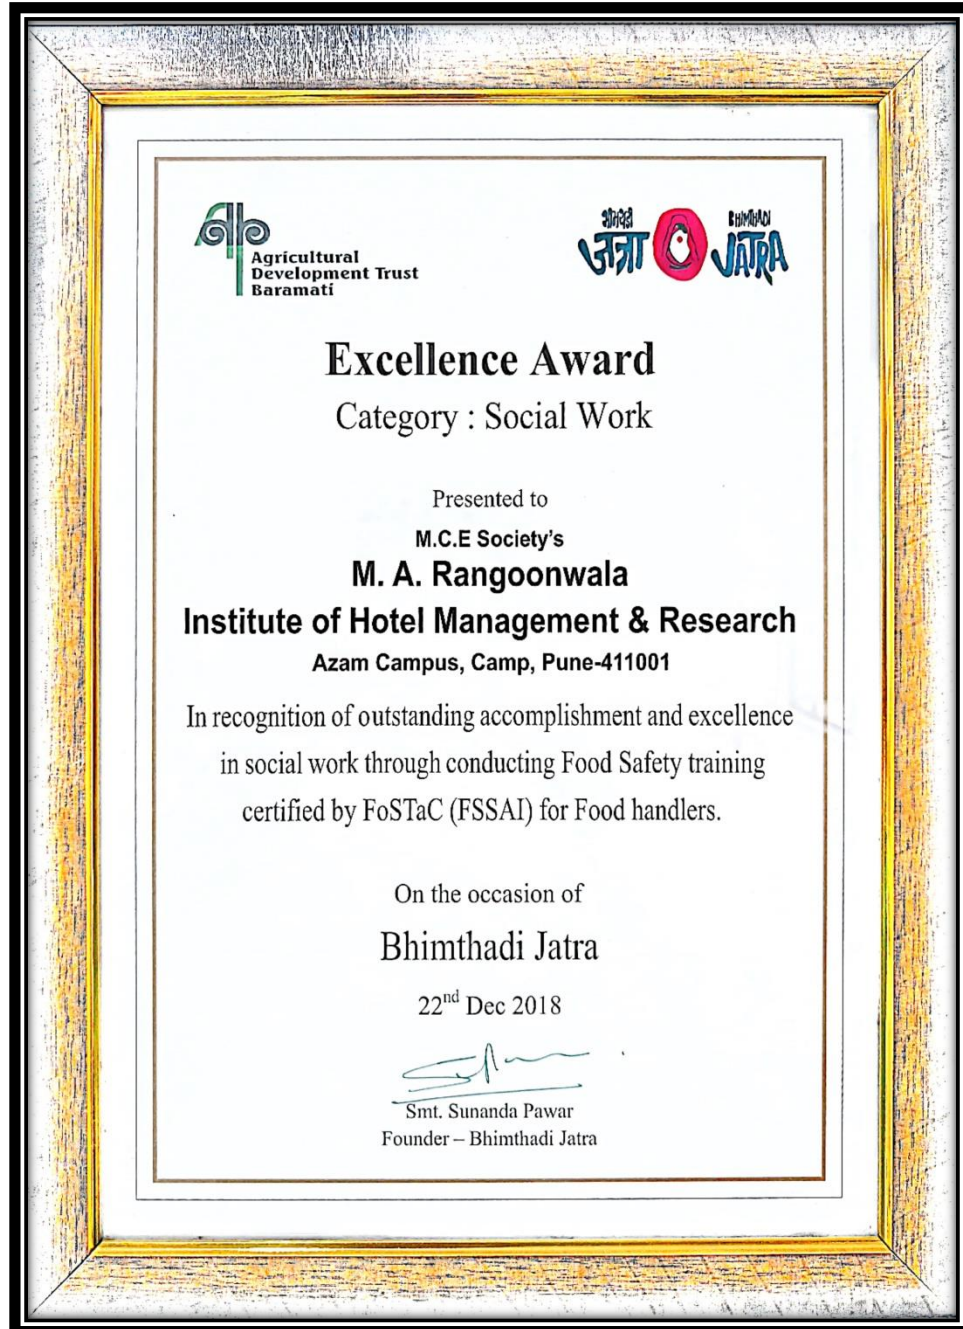 Agricultural
Development Trust
Baramati
भीमथडी
जत्रा
BHIMTHADI
JATRA
Excellence Award
Category : Social Work
Presented to
M.C.E Society's
M. A. Rangoonwala
Institute of Hotel Management & Research
Azam Campus, Camp, Pune-411001
In recognition of outstanding accomplishment and excellence
in social work through conducting Food Safety training
certified by FoSTaC (FSSAI) for Food handlers.
On the occasion of
Bhimthadi Jatra
22nd Dec 2018
Smt. Sunanda Pawar
Founder – Bhimthadi Jatra